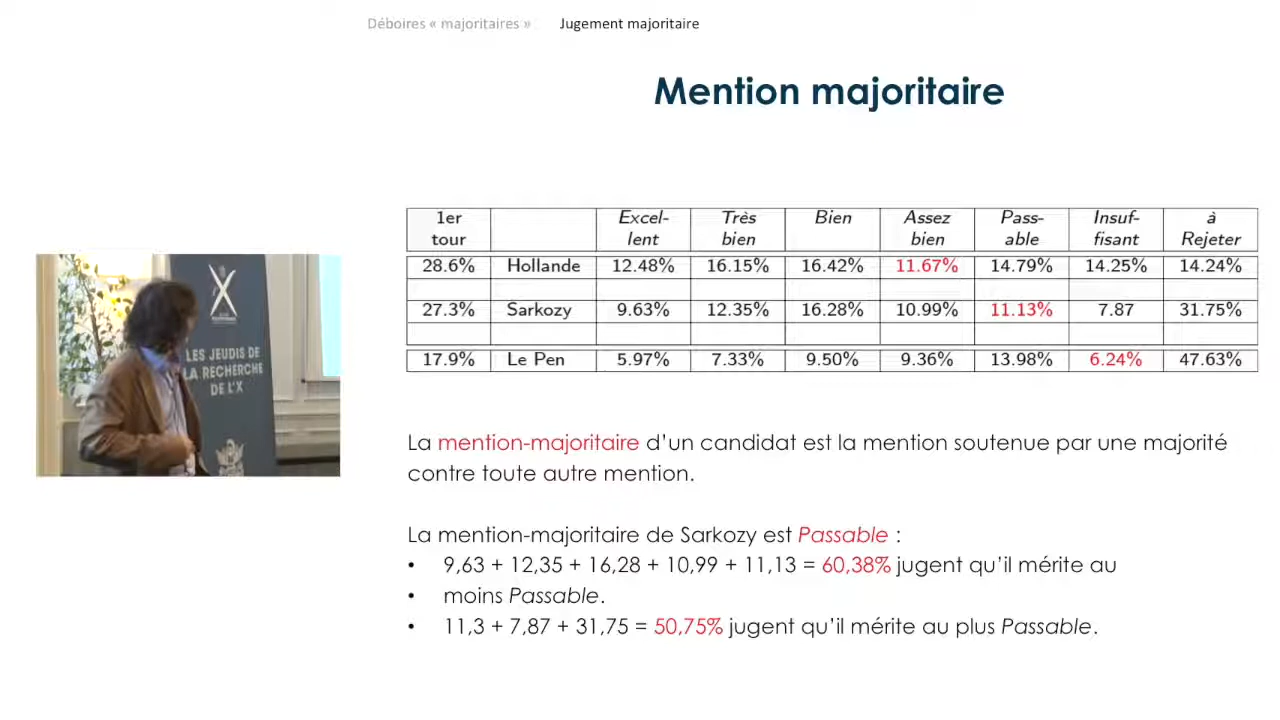 Déboires « majoritaires » Jugement majoritaire
Mention majoritaire
1er tour Excel-lent Très bien Bien Assez bien Pass-able Insuf-fisant à Rejeter
28.6% Hollande 12.48% 16.15% 16.42% 11.67% 14.79% 14.25% 14.24%
27.3% Sarkozy 9.63% 12.35% 16.28% 10.99% 11.13% 7.87 31.75%
17.9% Le Pen 5.97% 7.33% 9.50% 9.36% 13.98% 6.24% 47.63%
LES JEUDIS DE
LA RECHERCHE
DE L'X
La mention-majoritaire d'un candidat est la mention soutenue par une majorité
contre toute autre mention.
La mention-majoritaire de Sarkozy est Passable :
• 9,63 + 12,35 + 16,28 + 10,99 + 11,13 = 60,38% jugent qu'il mérite au
• moins Passable.
• 11,3 + 7,87 + 31,75 = 50,75% jugent qu'il mérite au plus Passable.